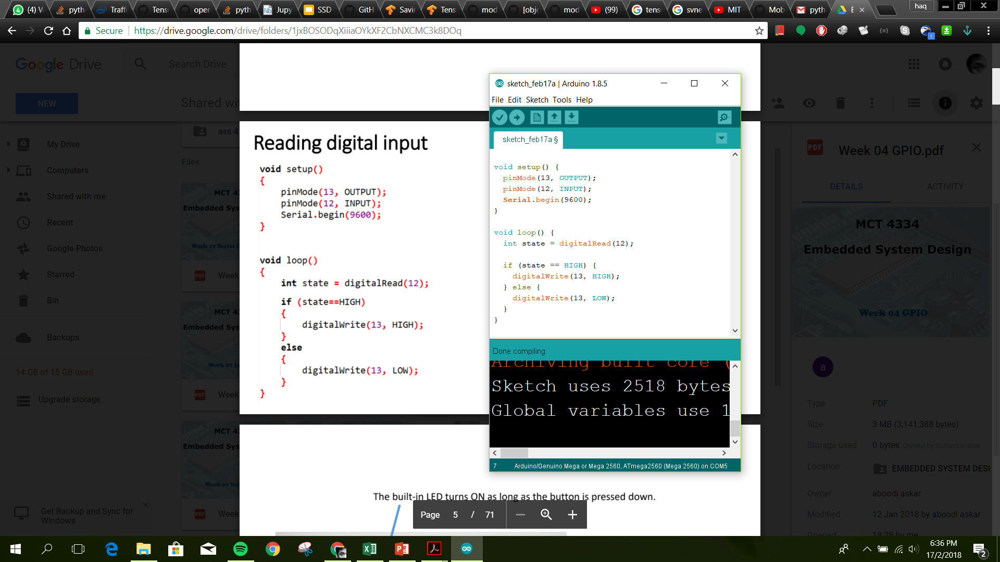 (4) W
pyth
Traffi
Tens
oper
pyth
Jupy
SSD
GitH
Savin
Tens
mod
[obje
mod
(99)
tens
svne
MIT
Mob
pyth
E
haq
Secure
https://drive.google.com/drive/folders/1jxBOSODqXiiiaOYkXF2CbNXCMC3k8DOq
Google Drive
Search Drive
NEW
Shared wi
My Drive
Computers
Shared with me
Recent
Google Photos
Starred
Bin
Backups
14 GB of 15 GB used
Upgrade storage
Get Backup and Sync for
Windows
ass 4
Files
MCT 43
Embedded Sys
Week 12 Serial C
Week
MCT 43
Embedded Sys
Week 07 In
Week
MCT 43
Embedded Sys
Week 01 Int
Week
Reading digital input
void setup()
{
pinMode(13, OUTPUT);
pinMode(12, INPUT);
Serial.begin(9600);
}
void loop()
{
int state = digitalRead(12);
if (state==HIGH)
{
digitalWrite(13, HIGH);
}
else
{
digitalWrite(13, LOW);
}
}
The built-in LED turns ON as long as the button is pressed down.
Page 5 / 71
sketch_feb17a | Arduino 1.8.5
File Edit Sketch Tools Help
sketch_feb17a §
void setup() {
pinMode(13, OUTPUT);
pinMode(12, INPUT);
Serial.begin(9600);
}
void loop() {
int state = digitalRead(12);
if (state == HIGH) {
digitalWrite(13, HIGH);
} else {
digitalWrite(13, LOW);
}
}
Done compiling.
Archiving built core (
Sketch uses 2518 bytes
Global variables use 1
7 Arduino/Genuino Mega or Mega 2560, ATmega2560 (Mega 2560) on COM5
PDF
Week 04 GPIO.pdf
DETAILS
ACTIVITY
MCT 4334
Embedded System Design
Week 04 GPIO
a
Type PDF
Size 3 MB (3,141,388 bytes)
Storage used 0 bytes Owned by someone else
Location EMBEDDED SYSTEM DESI
Owner aboodi askar
Modified 12 Jan 2018 by aboodi askar
Opened 18:28 by me
6:36 PM
17/2/2018
2